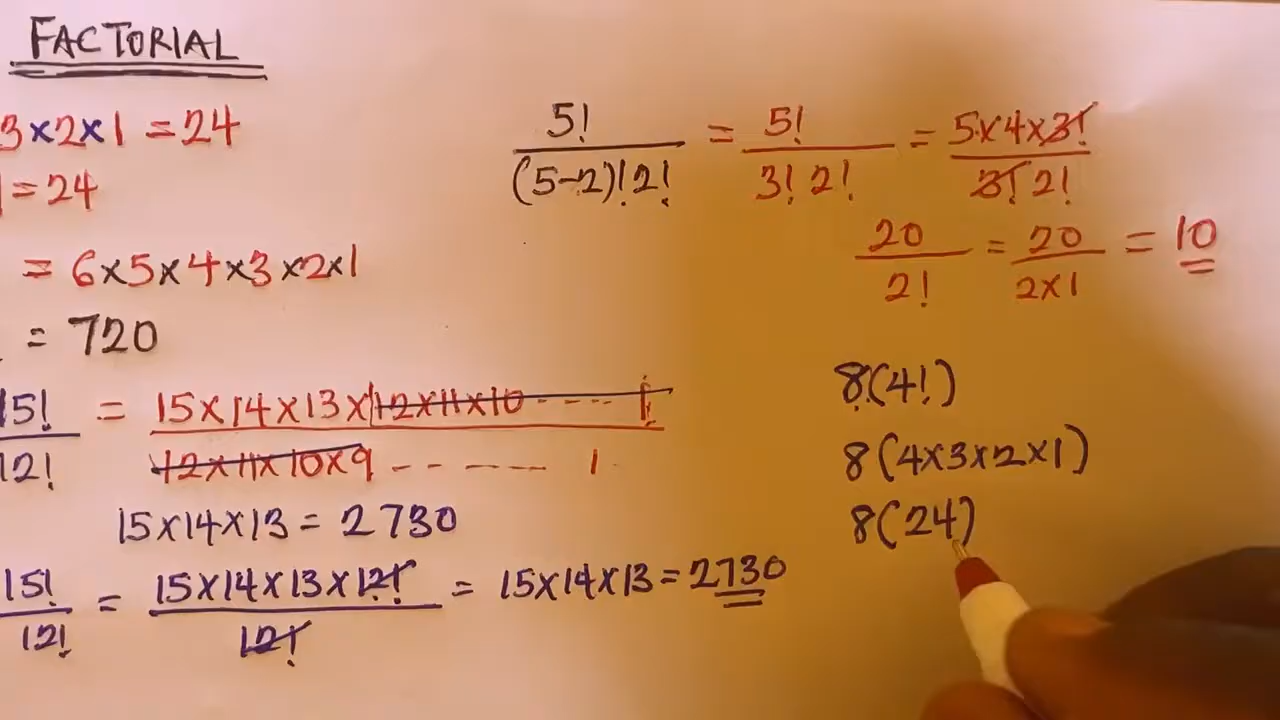 FACTORIAL
3×2×1 = 24
= 24
= 6×5×4×3×2×1
= 720
15! = 15×14×13×12×11×10 ---- 1
12! 12×11×10×9 -- ---- 1
15×14×13 = 2730
15! = 15×14×13×12! = 15×14×13 = 2730
12! 12!
5! = 5! = 5×4×3!
(5-2)!2! 3! 2! 3! 2!
20 = 20 = 10
2! 2×1
8(4!)
8(4×3×2×1)
8(24)